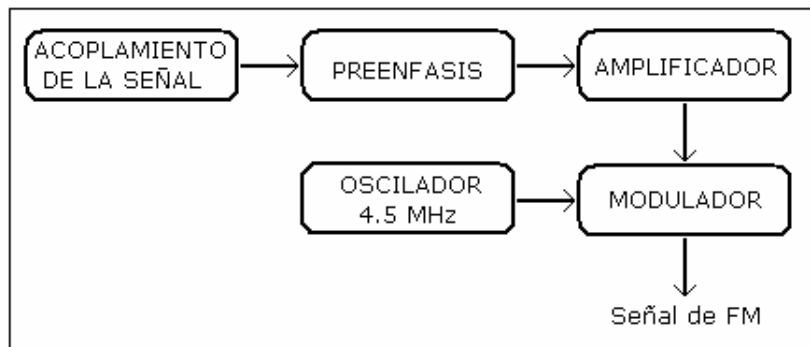 ACOPLAMIENTO
DE LA SEÑAL
PREENFASIS
AMPLIFICADOR
OSCILADOR
4.5 MHz
MODULADOR
Señal de FM